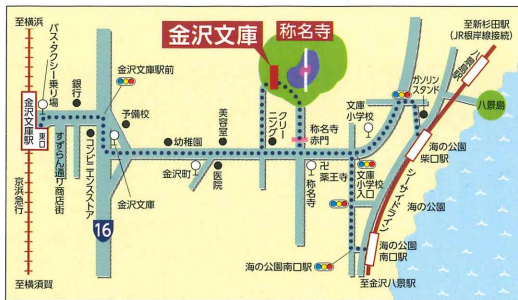 至横浜
バス・タクシー乗り場
銀行
金沢文庫駅前
金沢文庫駅
東口
すずらん通り商店街
コンビニエンスストア
予備校
金沢文庫
16
京浜急行
至横須賀
幼稚園
金沢町
医院
美容室
クリーニング
金沢文庫
称名寺
称名寺
赤門
称名寺
卍
薬王寺
文庫
小学校
文庫
小学校
入口
ガソリン
スタンド
至新杉田駅
(JR根岸線接続)
八景島駅
八景島
海の公園
柴口駅
シーサイドライン
海の公園
海の公園
南口駅
海の公園南口駅
至金沢八景駅